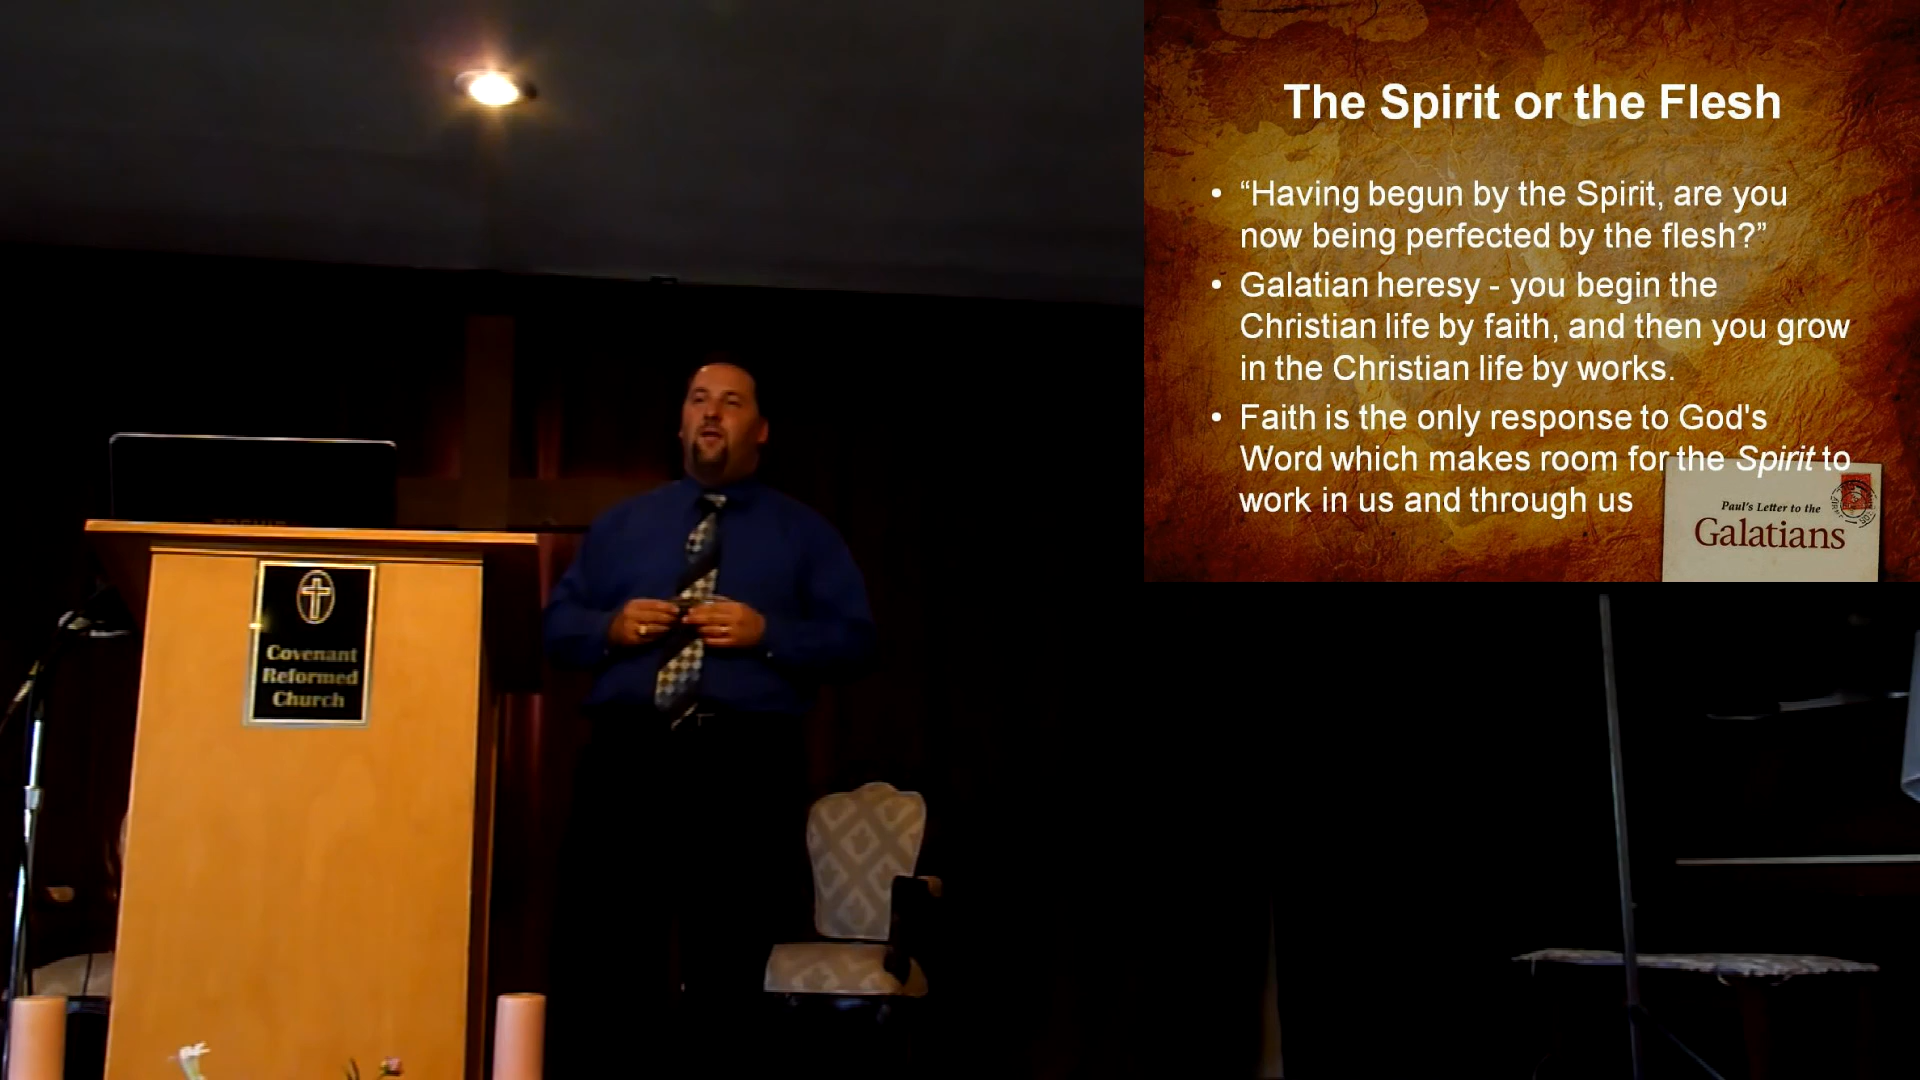 The Spirit or the Flesh
• “Having begun by the Spirit, are you
now being perfected by the flesh?”
• Galatian heresy - you begin the
Christian life by faith, and then you grow
in the Christian life by works.
• Faith is the only response to God's
Word which makes room for the Spirit to
work in us and through us
Paul's Letter to the
Galatians
Covenant
Reformed
Church